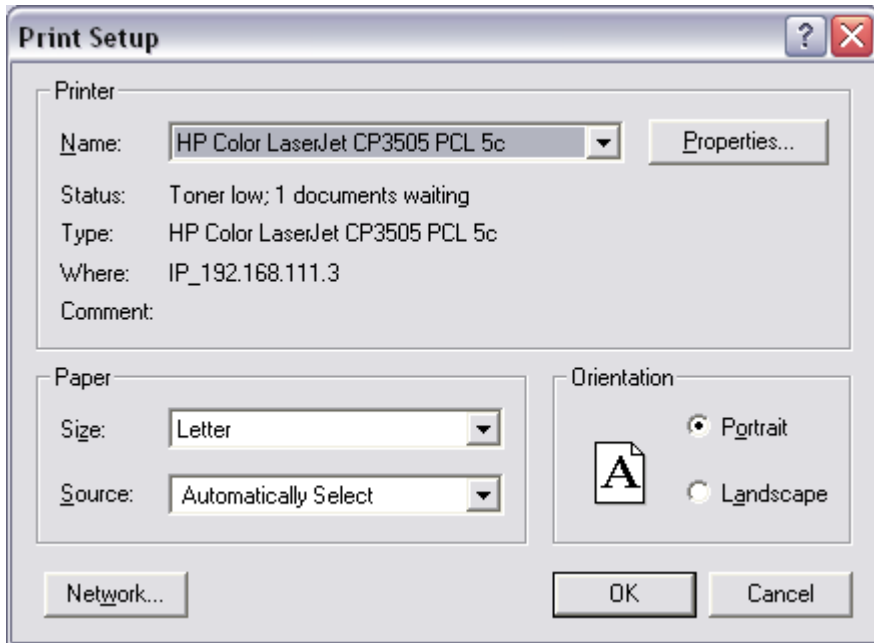 Print Setup
Printer
Name: HP Color LaserJet CP3505 PCL 5c Properties...
Status: Toner low; 1 documents waiting
Type: HP Color LaserJet CP3505 PCL 5c
Where: IP_192.168.111.3
Comment:
Paper
Size: Letter
Source: Automatically Select
Orientation
A
Portrait
Landscape
Network... OK Cancel